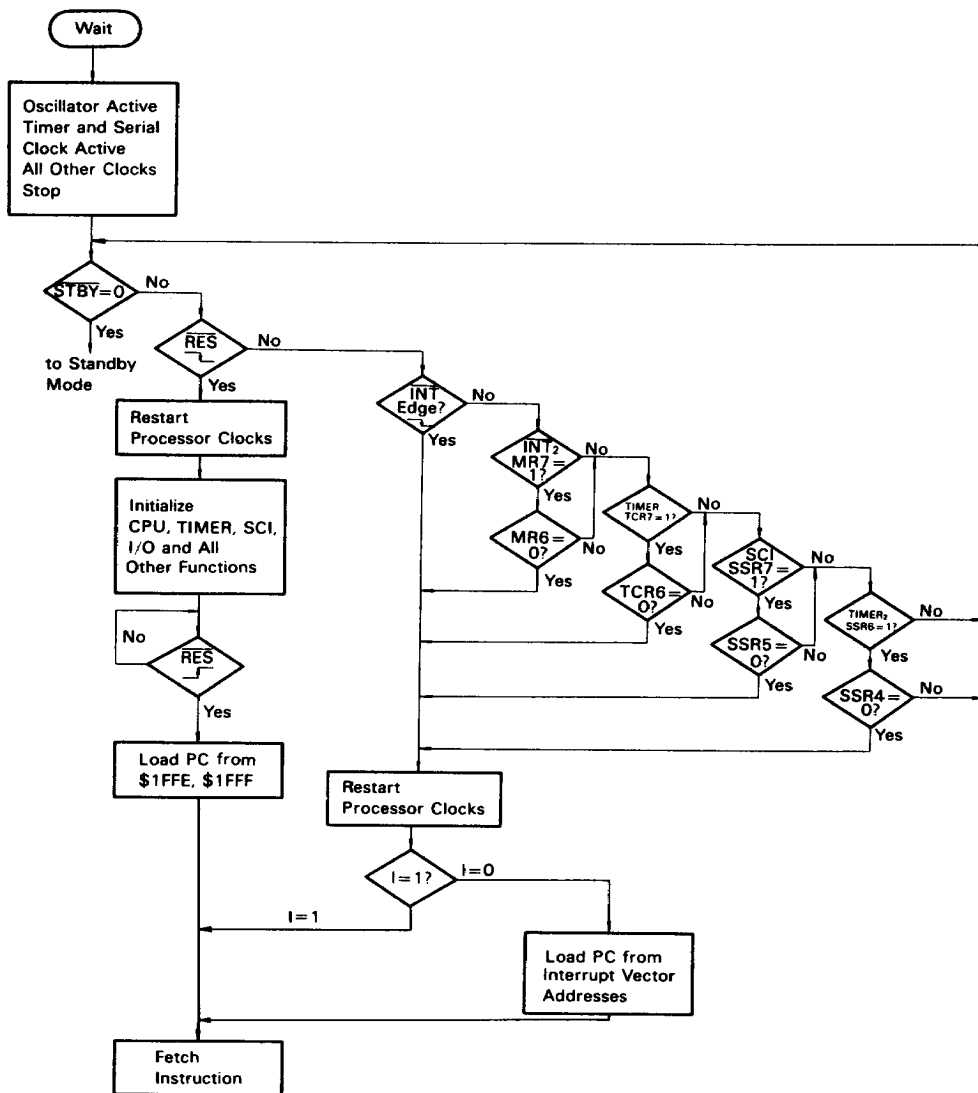 Wait
Oscillator Active
Timer and Serial
Clock Active
All Other Clocks
Stop
STBY=0
No
Yes
to Standby
Mode
RES
No
Yes
Restart
Processor Clocks
Initialize
CPU, TIMER, SCI,
I/O and All
Other Functions
No
RES
Yes
Load PC from
$1FFE, $1FFF
INT
Edge?
No
Yes
INT2
MR7=
1?
No
Yes
MR6=
0?
No
Yes
TIMER
TCR7=1?
No
Yes
TCR6=
0?
No
Yes
SCI
SSR7=
1?
No
Yes
SSR5=
0?
No
Yes
TIMER2
SSR6=1?
No
Yes
SSR4=
0?
No
Yes
Restart
Processor Clocks
I=1?
I=0
I=1
Load PC from
Interrupt Vector
Addresses
Fetch
Instruction